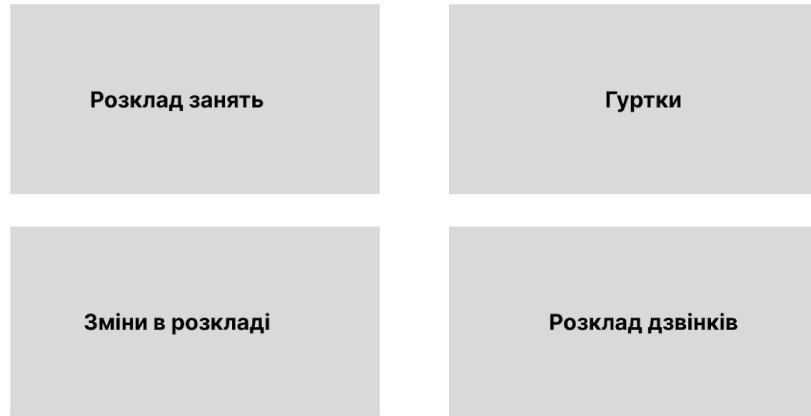 Розклад занять
Гуртки
Зміни в розкладі
Розклад дзвінків